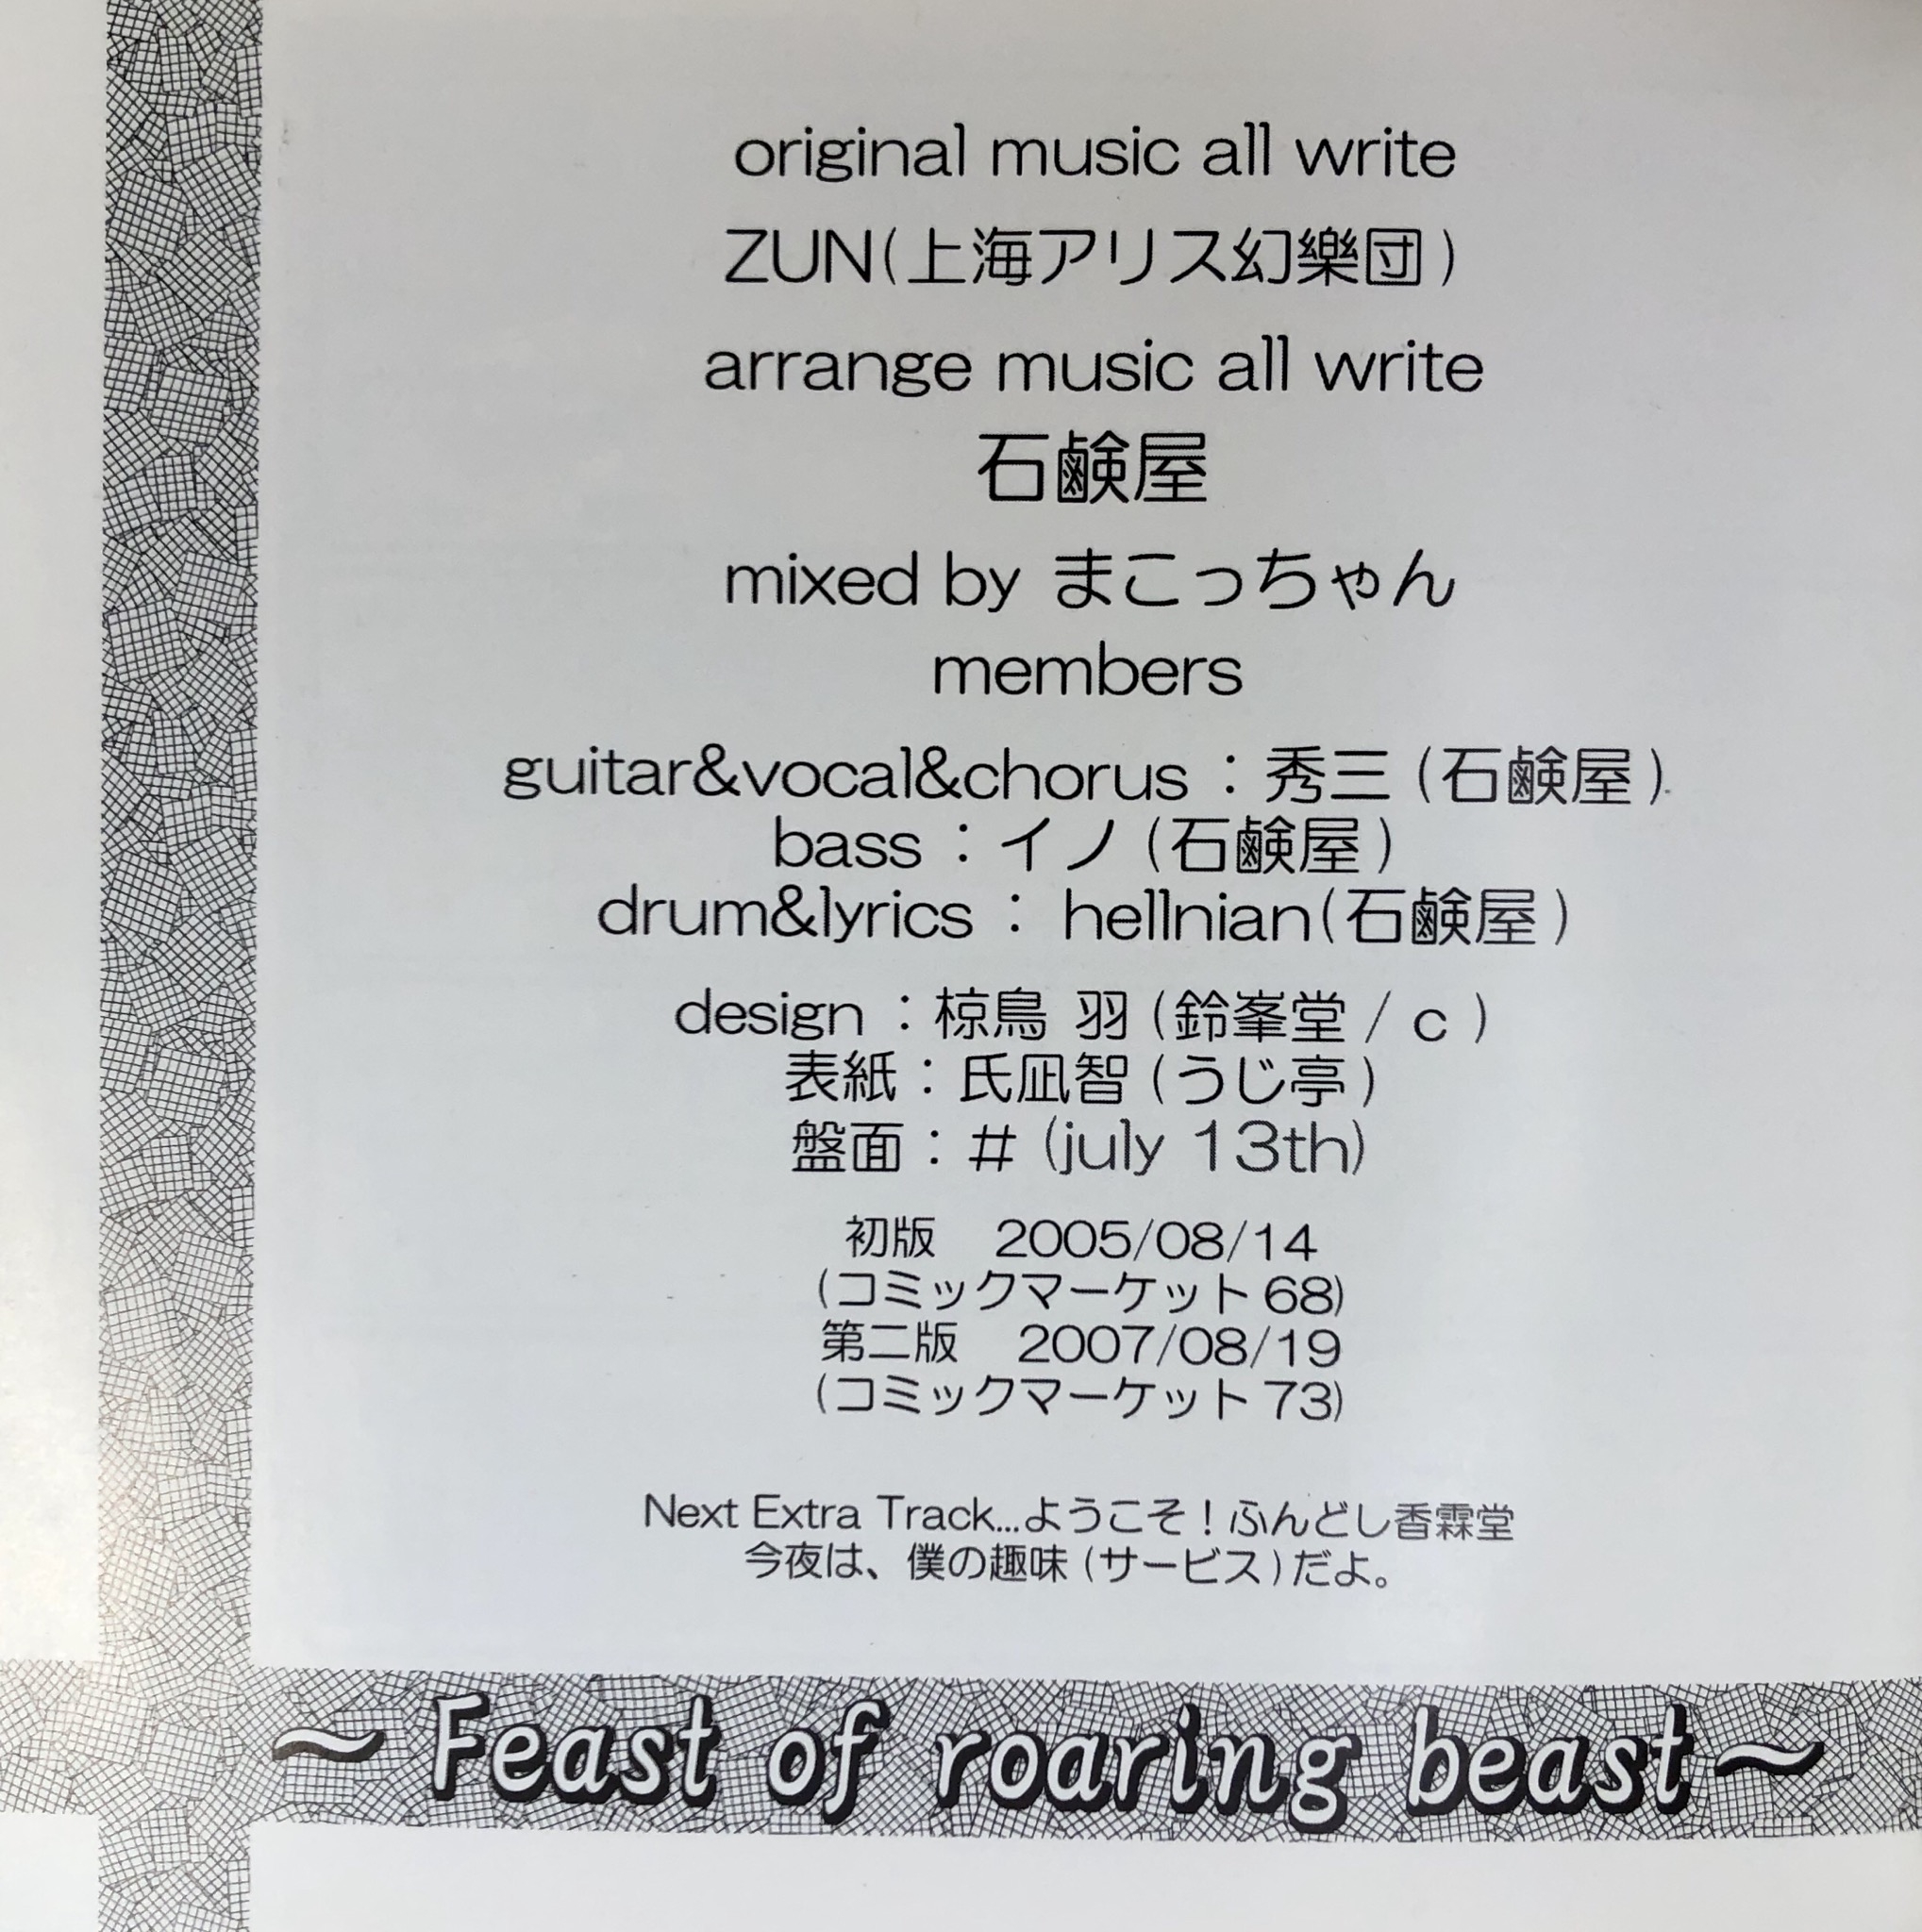 original music all write
ZUN(上海アリス幻樂団)
arrange music all write
石鹸屋
mixed by まこっちゃん
members
guitar&vocal&chorus：秀三(石鹸屋)
bass：イノ(石鹸屋)
drum&lyrics：hellnian(石鹸屋)
design：椋鳥 羽(鈴峯堂/c)
表紙：氏凪智(うじ亭)
盤面：# (july 13th)
初版　2005/08/14
(コミックマーケット68)
第二版　2007/08/19
(コミックマーケット73)
Next Extra Track...ようこそ！ふんどし香霖堂
今夜は、僕の趣味(サービス)だよ。
～Feast of roaring beast～